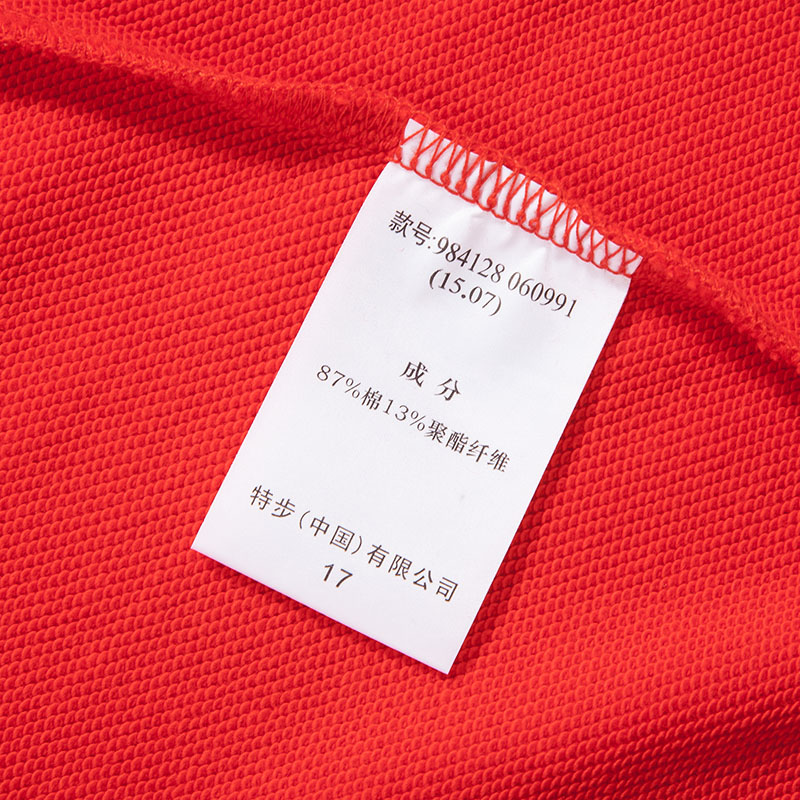 款号:984128 060991
(15.07)
成 分
87%棉13%聚酯纤维
特步(中国)有限公司
17